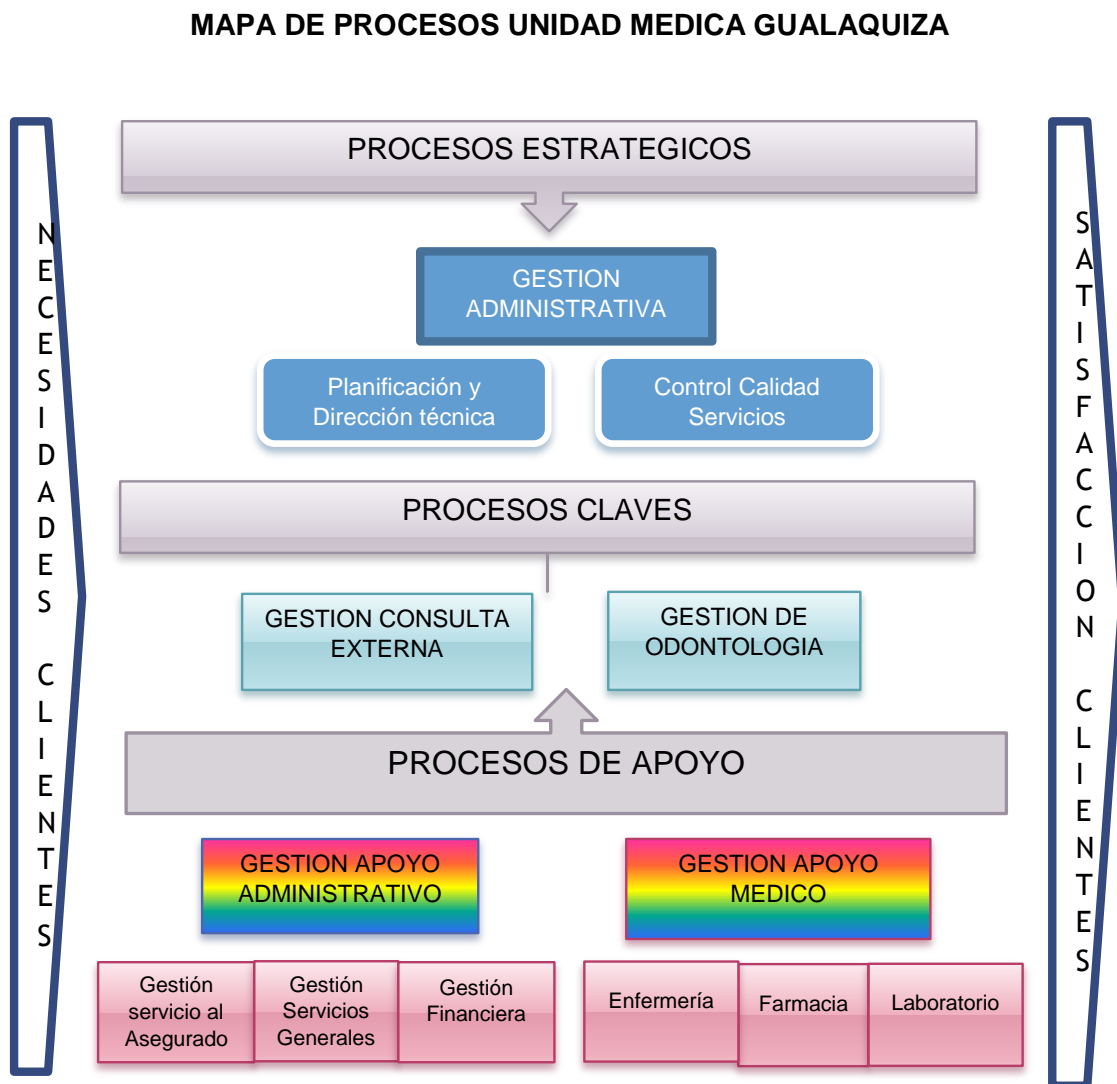 MAPA DE PROCESOS UNIDAD MEDICA GUALAQUIZA
NECESIDADES CLIENTES
PROCESOS ESTRATEGICOS
GESTION
ADMINISTRATIVA
Planificación y
Dirección técnica
Control Calidad
Servicios
PROCESOS CLAVES
GESTION CONSULTA
EXTERNA
GESTION DE
ODONTOLOGIA
PROCESOS DE APOYO
GESTION APOYO
ADMINISTRATIVO
GESTION APOYO
MEDICO
Gestión
servicio al
Asegurado
Gestión
Servicios
Generales
Gestión
Financiera
Enfermería
Farmacia
Laboratorio
SATISFACCION CLIENTES